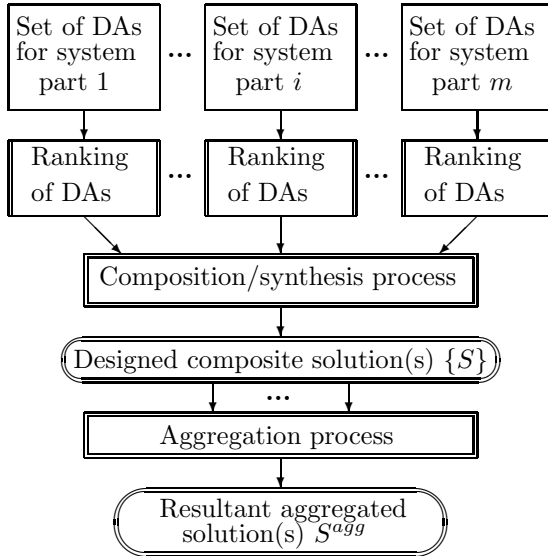 Set of DAs
for system
part 1
...
Set of DAs
for system
part i
...
Set of DAs
for system
part m
Ranking
of DAs
...
Ranking
of DAs
...
Ranking
of DAs
Composition/synthesis process
Designed composite solution(s) {S}
...
Aggregation process
Resultant aggregated
solution(s) S^{agg}